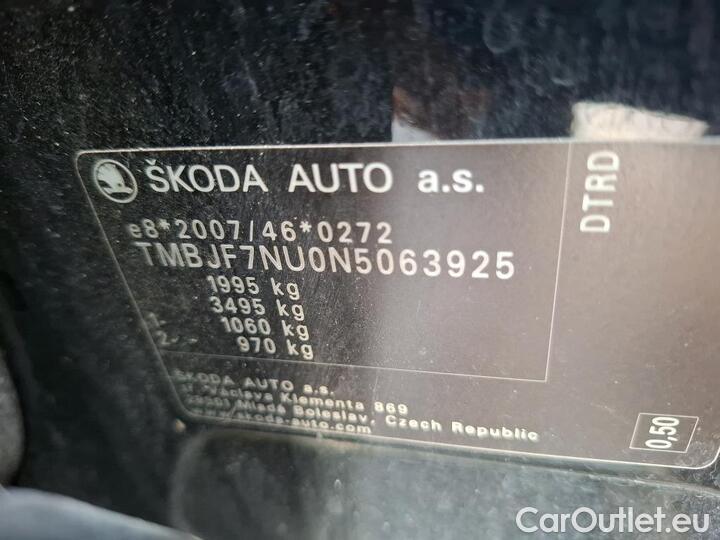 ŠKODA AUTO a.s.
e8*2007/46*0272
TMBJF7NU0N5063925
1995 kg
3495 kg
1- 1060 kg
2- 970 kg
DTRD
ŠKODA AUTO a.s.
Václava Klementa 869
Mladá Boleslav, Czech Republic
www.skoda-auto.com
0,50
CarOutlet.eu